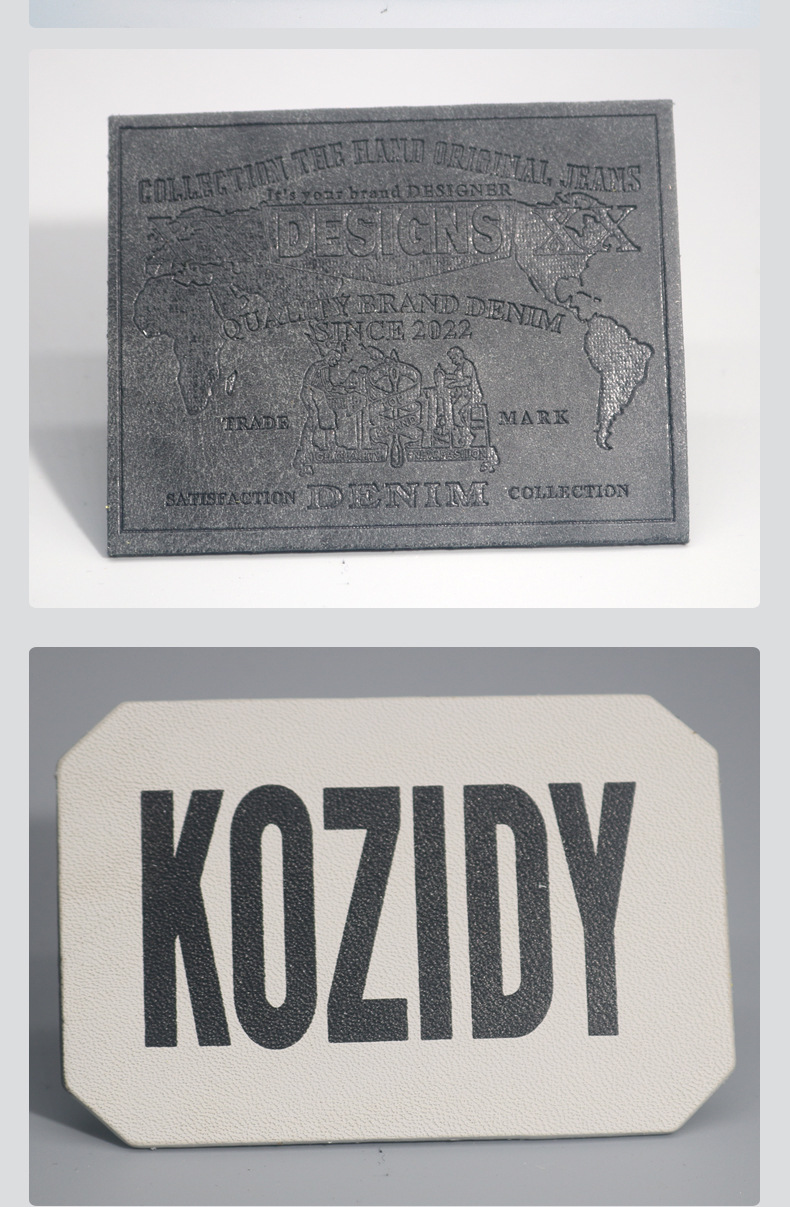 COLLECTION THE HAND ORIGINAL JEANS
It's your brand DESIGNER
DESIGNS XX
QUALITY BRAND DENIM
SINCE 2022
TRADE MARK
SATISFACTION DENIM COLLECTION
KOZIDY